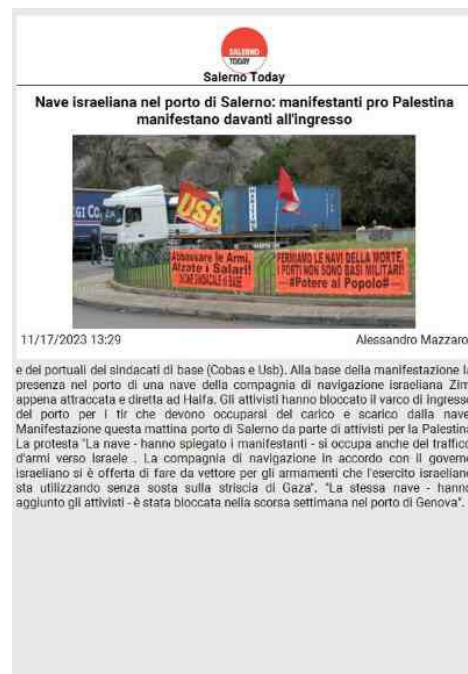 SALERNO
TODAY
Salerno Today
Nave israeliana nel porto di Salerno: manifestanti pro Palestina
manifestano davanti all'ingresso
USB
Abbassare le Armi,
Alzate i Salari!
UNIONE SINDACALE DI BASE
FERMIAMO LE NAVI DELLA MORTE,
I PORTI NON SONO BASI MILITARI!
#Potere al Popolo#
11/17/2023 13:29
Alessandro Mazzaro
e dei portuali dei sindacati di base (Cobas e Usb). Alla base della manifestazione la
presenza nel porto di una nave della compagnia di navigazione israeliana Zim
appena attraccata e diretta ad Haifa. Gli attivisti hanno bloccato il varco di ingresso
del porto per i tir che devono occuparsi del carico e scarico dalla nave.
Manifestazione questa mattina porto di Salerno da parte di attivisti per la Palestina
La protesta "La nave - hanno spiegato i manifestanti - si occupa anche del traffico
d'armi verso Israele . La compagnia di navigazione in accordo con il governo
israeliano si è offerta di fare da vettore per gli armamenti che l'esercito israeliano
sta utilizzando senza sosta sulla striscia di Gaza". "La stessa nave - hanno
aggiunto gli attivisti - è stata bloccata nella scorsa settimana nel porto di Genova".